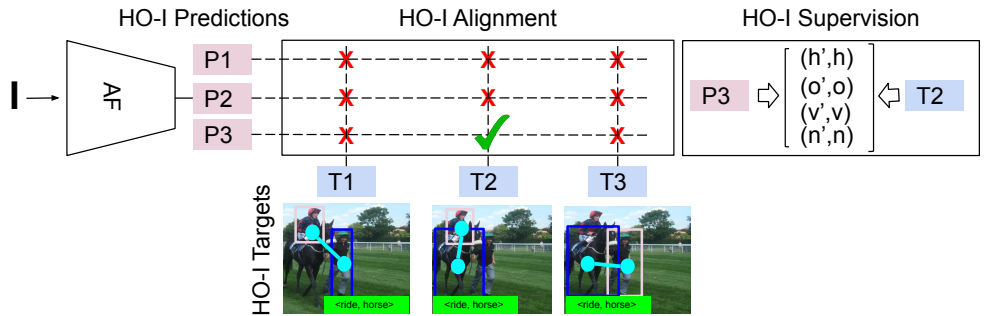 HO-I Predictions
HO-I Alignment
HO-I Supervision
I
AF
P1
P2
P3
X X X
X X X
X X
T1
T2
T3
P3
(h',h)
(o',o)
(v',v)
(n',n)
T2
HO-I Targets
<ride, horse>
<ride, horse>
<ride, horse>